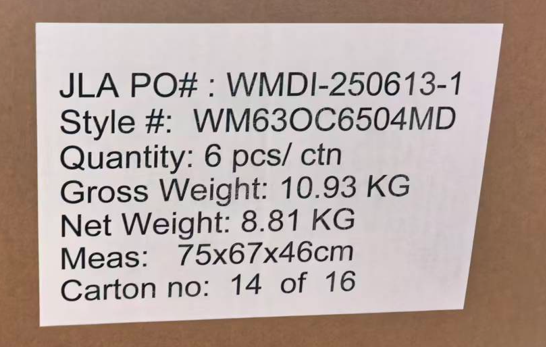 JLA PO# : WMDI-250613-1
Style #: WM63OC6504MD
Quantity: 6 pcs/ ctn
Gross Weight: 10.93 KG
Net Weight: 8.81 KG
Meas: 75x67x46cm
Carton no: 14 of 16